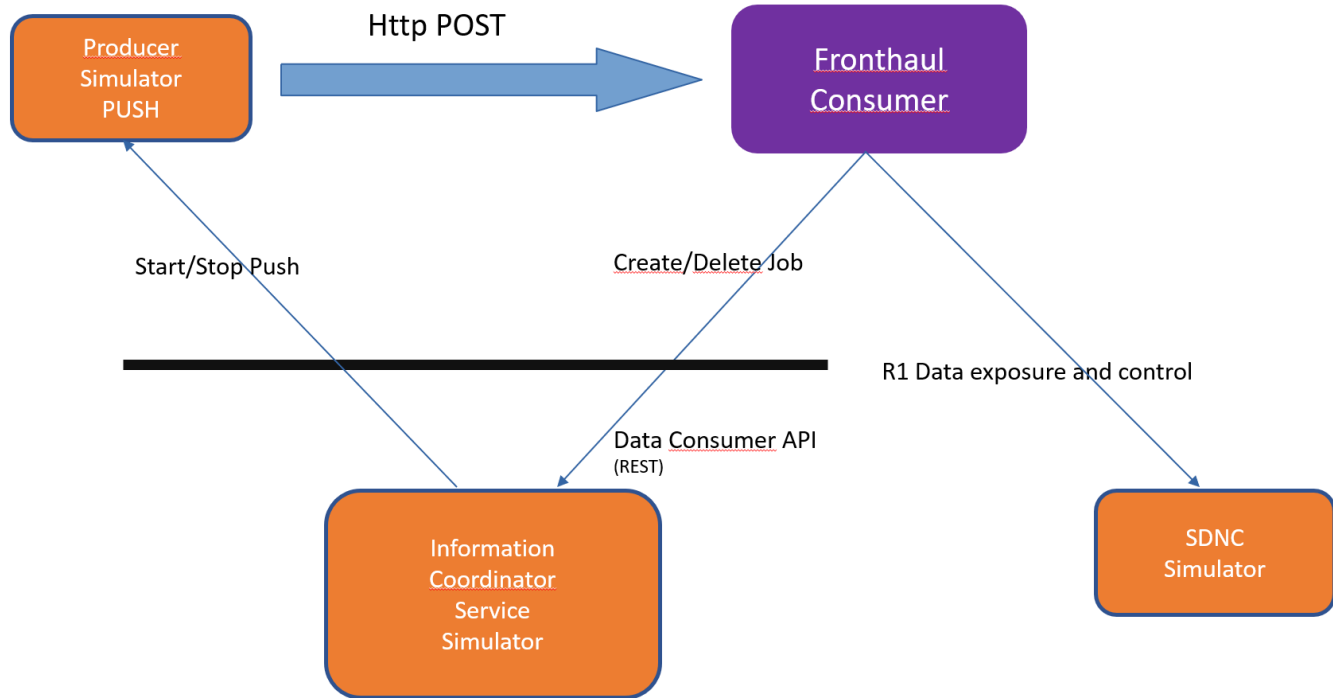 Http POST
Producer
Simulator
PUSH
Fronthaul
Consumer
Start/Stop Push
Create/Delete Job
R1 Data exposure and control
Data Consumer API
(REST)
Information
Coordinator
Service
Simulator
SDNC
Simulator